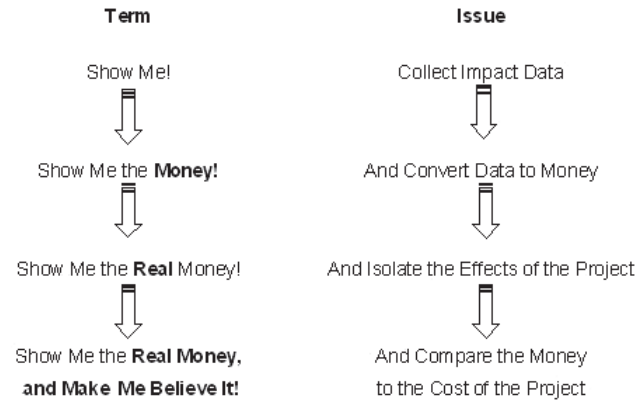 Term Issue
Show Me! Collect Impact Data
Show Me the Money! And Convert Data to Money
Show Me the Real Money! And Isolate the Effects of the Project
Show Me the Real Money, And Compare the Money
and Make Me Believe It! to the Cost of the Project